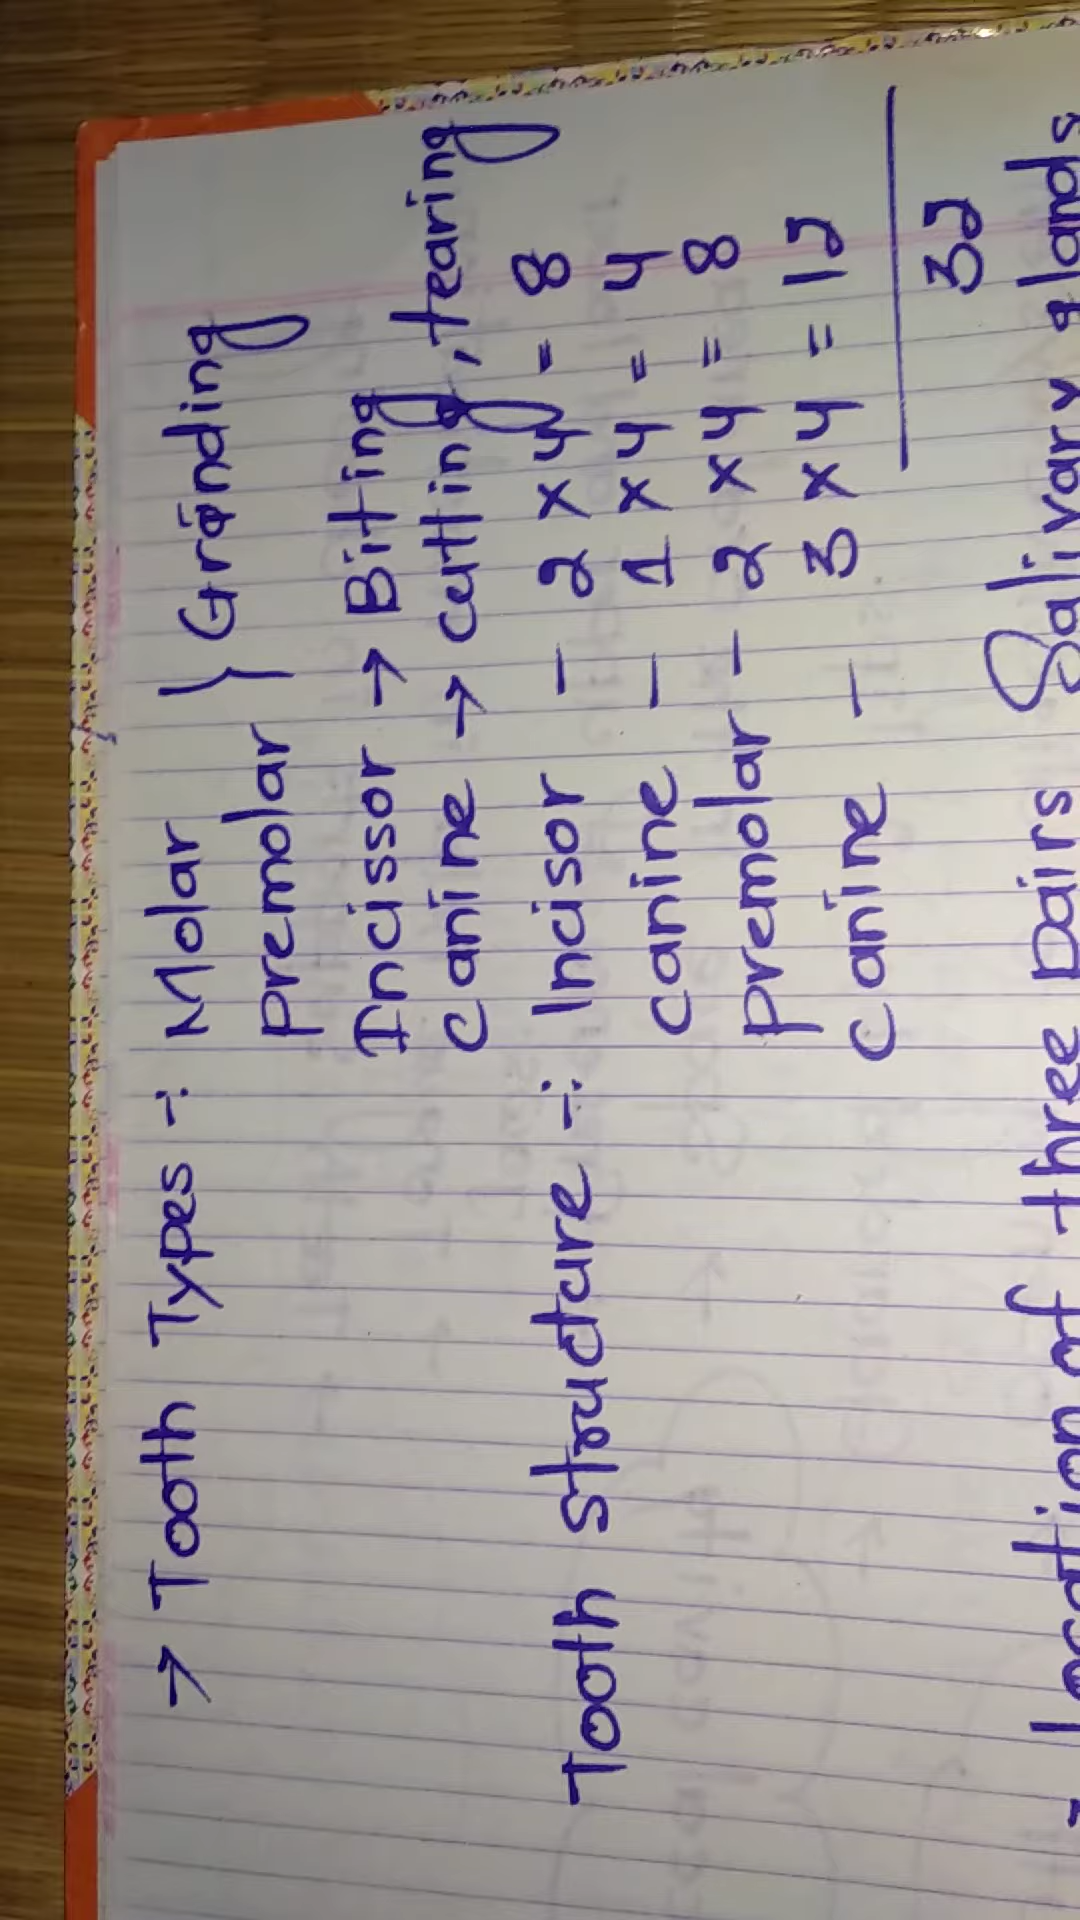 → Tooth Types -: Molar } Grinding
premolar
Incissor → Biting
canine → cutting, tearing
Tooth structure -: Incisor - 2 x 4 = 8
canine - 1 x 4 = 4
premolar - 2 x 4 = 8
canine - 3 x 4 = 12
32
- location of three pairs Salivary glands